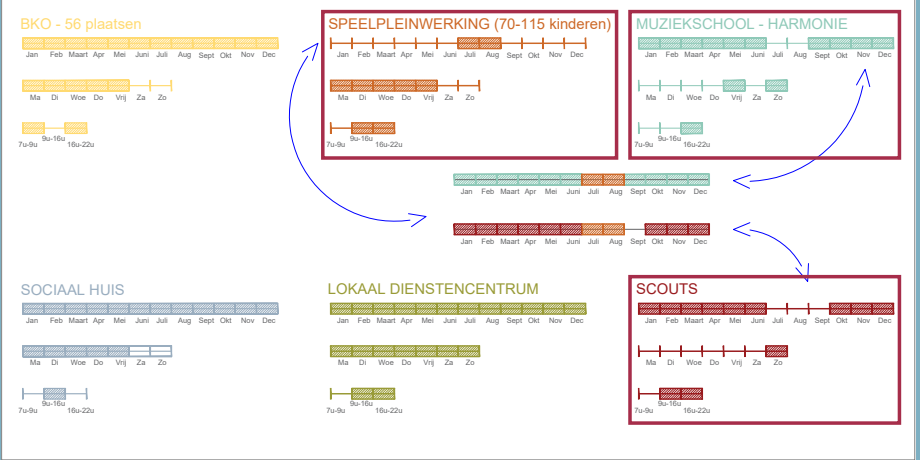 BKO - 56 plaatsen
Jan Feb Maart Apr Mei Juni Juli Aug Sept Okt Nov Dec
Ma Di Woe Do Vrij Za Zo
7u-9u 9u-16u 16u-22u
SPEELPLEINWERKING (70-115 kinderen)
Jan Feb Maart Apr Mei Juni Juli Aug Sept Okt Nov Dec
Ma Di Woe Do Vrij Za Zo
7u-9u 9u-16u 16u-22u
MUZIEKSCHOOL - HARMONIE
Jan Feb Maart Apr Mei Juni Juli Aug Sept Okt Nov Dec
Ma Di Woe Do Vrij Za Zo
7u-9u 9u-16u 16u-22u
Jan Feb Maart Apr Mei Juni Juli Aug Sept Okt Nov Dec
Jan Feb Maart Apr Mei Juni Juli Aug Sept Okt Nov Dec
SOCIAAL HUIS
Jan Feb Maart Apr Mei Juni Juli Aug Sept Okt Nov Dec
Ma Di Woe Do Vrij Za Zo
7u-9u 9u-16u 16u-22u
LOKAAL DIENSTENCENTRUM
Jan Feb Maart Apr Mei Juni Juli Aug Sept Okt Nov Dec
Ma Di Woe Do Vrij Za Zo
7u-9u 9u-16u 16u-22u
SCOUTS
Jan Feb Maart Apr Mei Juni Juli Aug Sept Okt Nov Dec
Ma Di Woe Do Vrij Za Zo
7u-9u 9u-16u 16u-22u